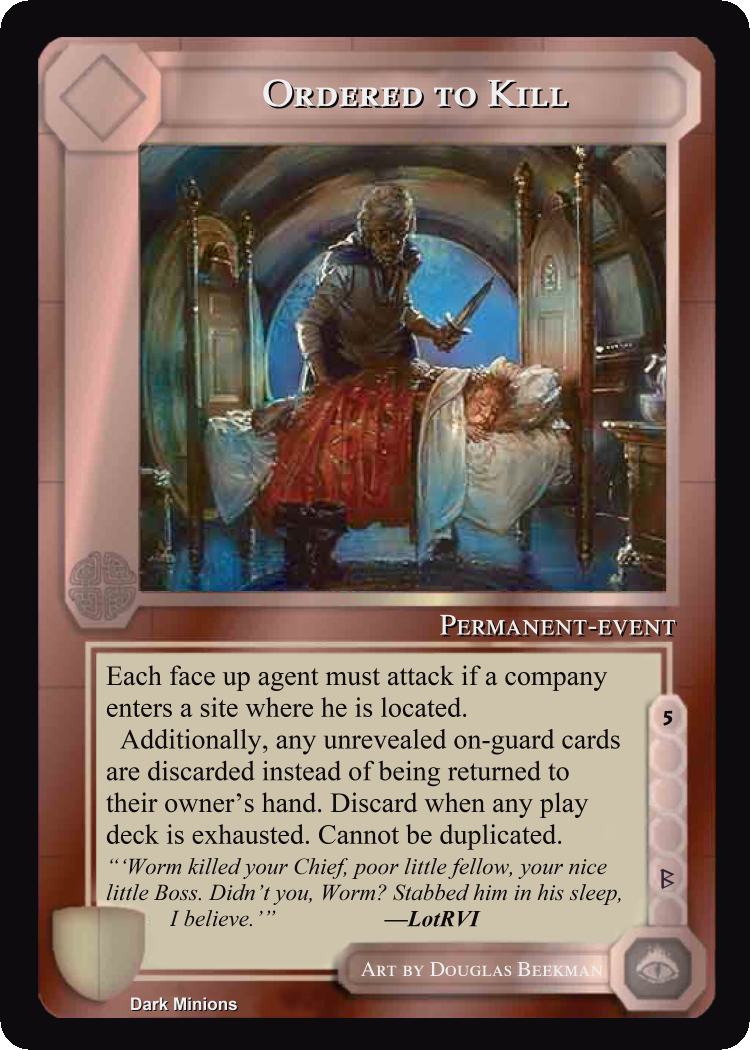 Ordered to Kill
Permanent-event
Each face up agent must attack if a company
enters a site where he is located.
Additionally, any unrevealed on-guard cards
are discarded instead of being returned to
their owner’s hand. Discard when any play
deck is exhausted. Cannot be duplicated.
“‘Worm killed your Chief, poor little fellow, your nice
little Boss. Didn’t you, Worm? Stabbed him in his sleep,
I believe.’” —LotRVI
5
ᛒ
Art by Douglas Beekman
Dark Minions